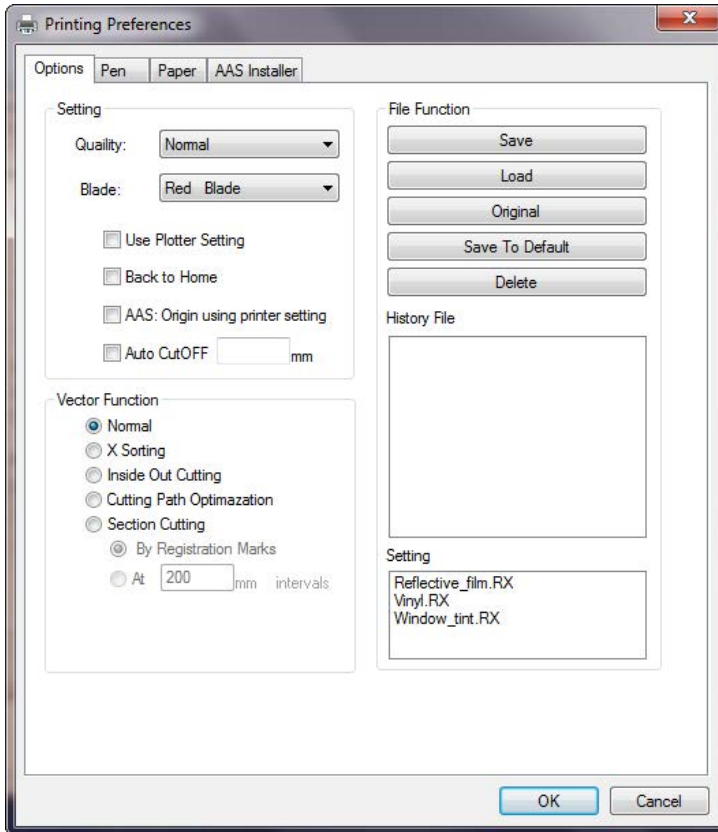 Printing Preferences
Options Pen Paper AAS Installer
Setting
Quaility: Normal
Blade: Red Blade
Use Plotter Setting
Back to Home
AAS: Origin using printer setting
Auto CutOFF mm
Vector Function
Normal
X Sorting
Inside Out Cutting
Cutting Path Optimazation
Section Cutting
By Registration Marks
At 200 mm intervals
File Function
Save
Load
Original
Save To Default
Delete
History File
Setting
Reflective_film.RX
Vinyl.RX
Window_tint.RX
OK Cancel